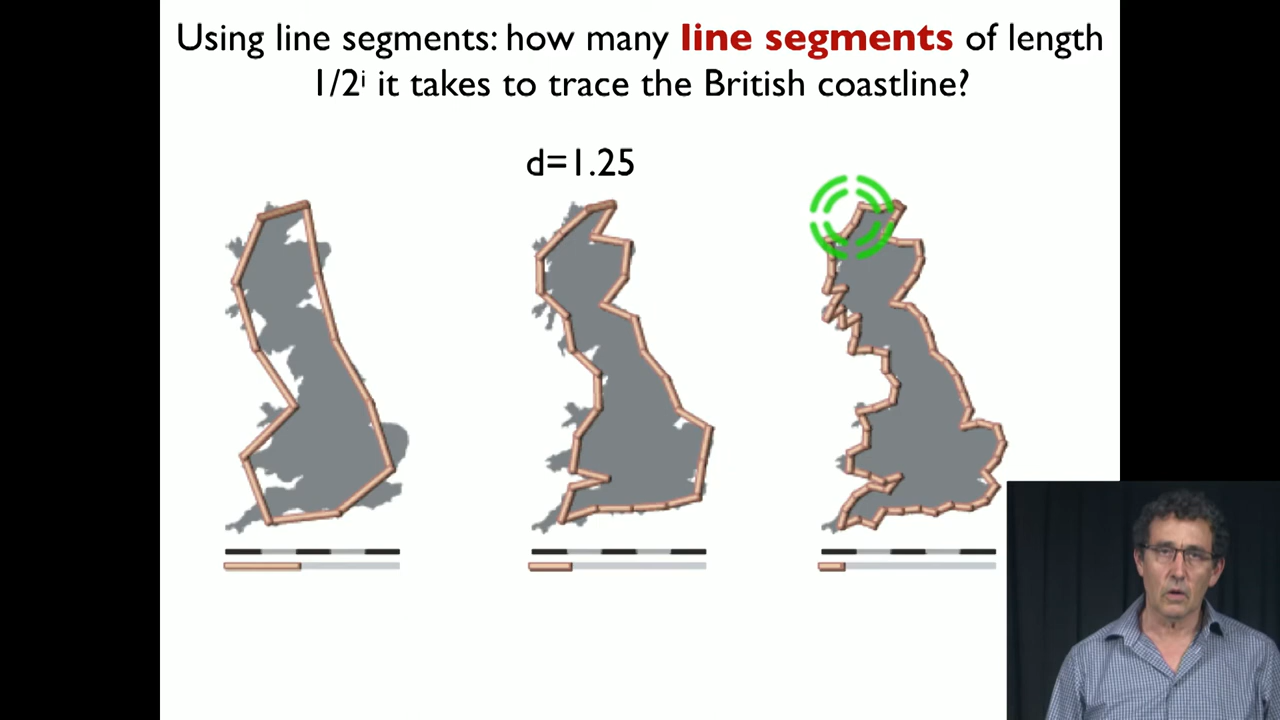 Using line segments: how many line segments of length
1/2ⁱ it takes to trace the British coastline?
d=1.25